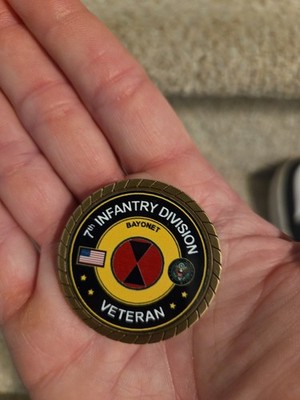 7th INFANTRY DIVISION
BAYONET
VETERAN